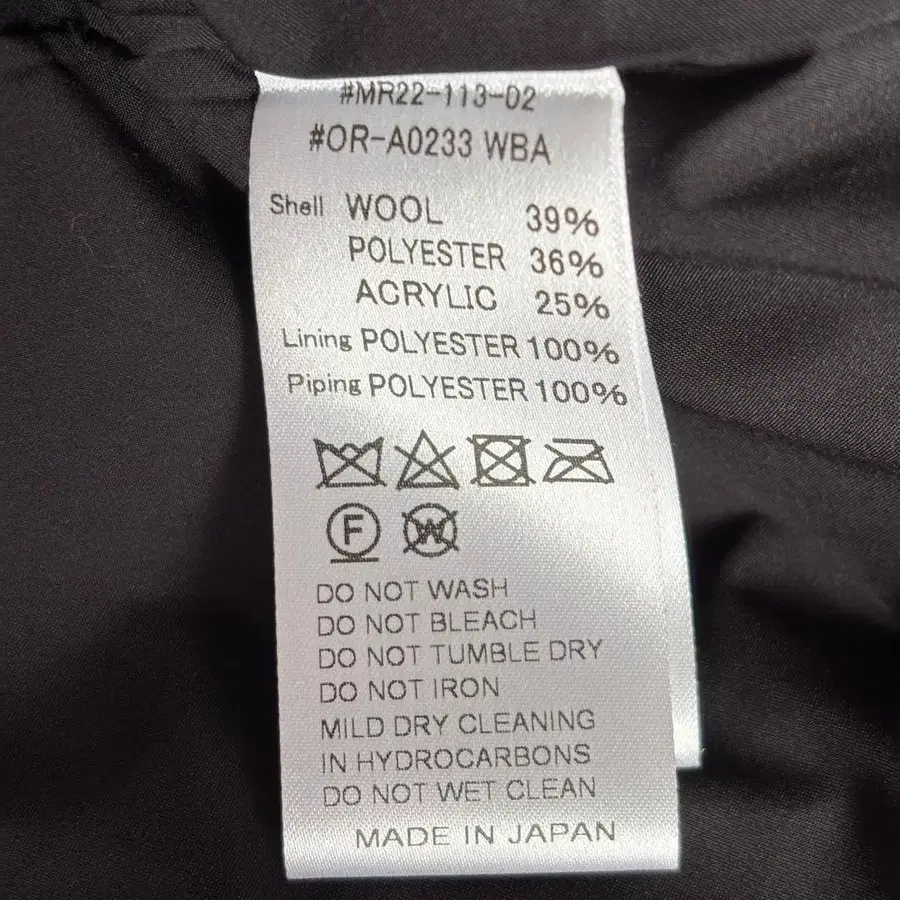 #MR22-113-02
#OR-A0233 WBA
Shell WOOL 39%
POLYESTER 36%
ACRYLIC 25%
Lining POLYESTER 100%
Piping POLYESTER 100%
F W
DO NOT WASH
DO NOT BLEACH
DO NOT TUMBLE DRY
DO NOT IRON
MILD DRY CLEANING
IN HYDROCARBONS
DO NOT WET CLEAN
MADE IN JAPAN